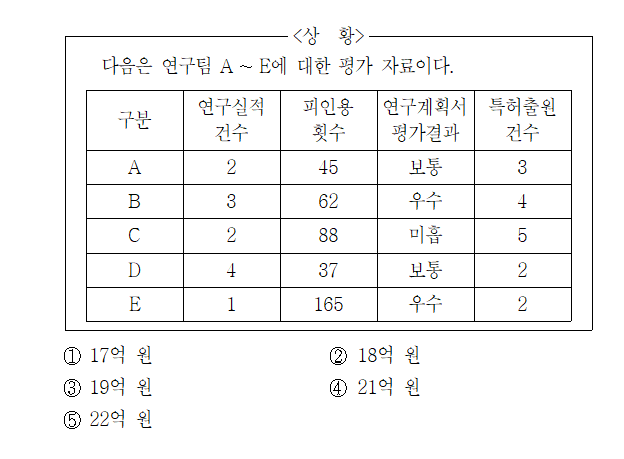 <상 황>
다음은 연구팀 A ~ E에 대한 평가 자료이다.
구분 연구실적 건수 피인용 횟수 연구계획서 평가결과 특허출원 건수
A 2 45 보통 3
B 3 62 우수 4
C 2 88 미흡 5
D 4 37 보통 2
E 1 165 우수 2
① 17억 원 ② 18억 원
③ 19억 원 ④ 21억 원
⑤ 22억 원